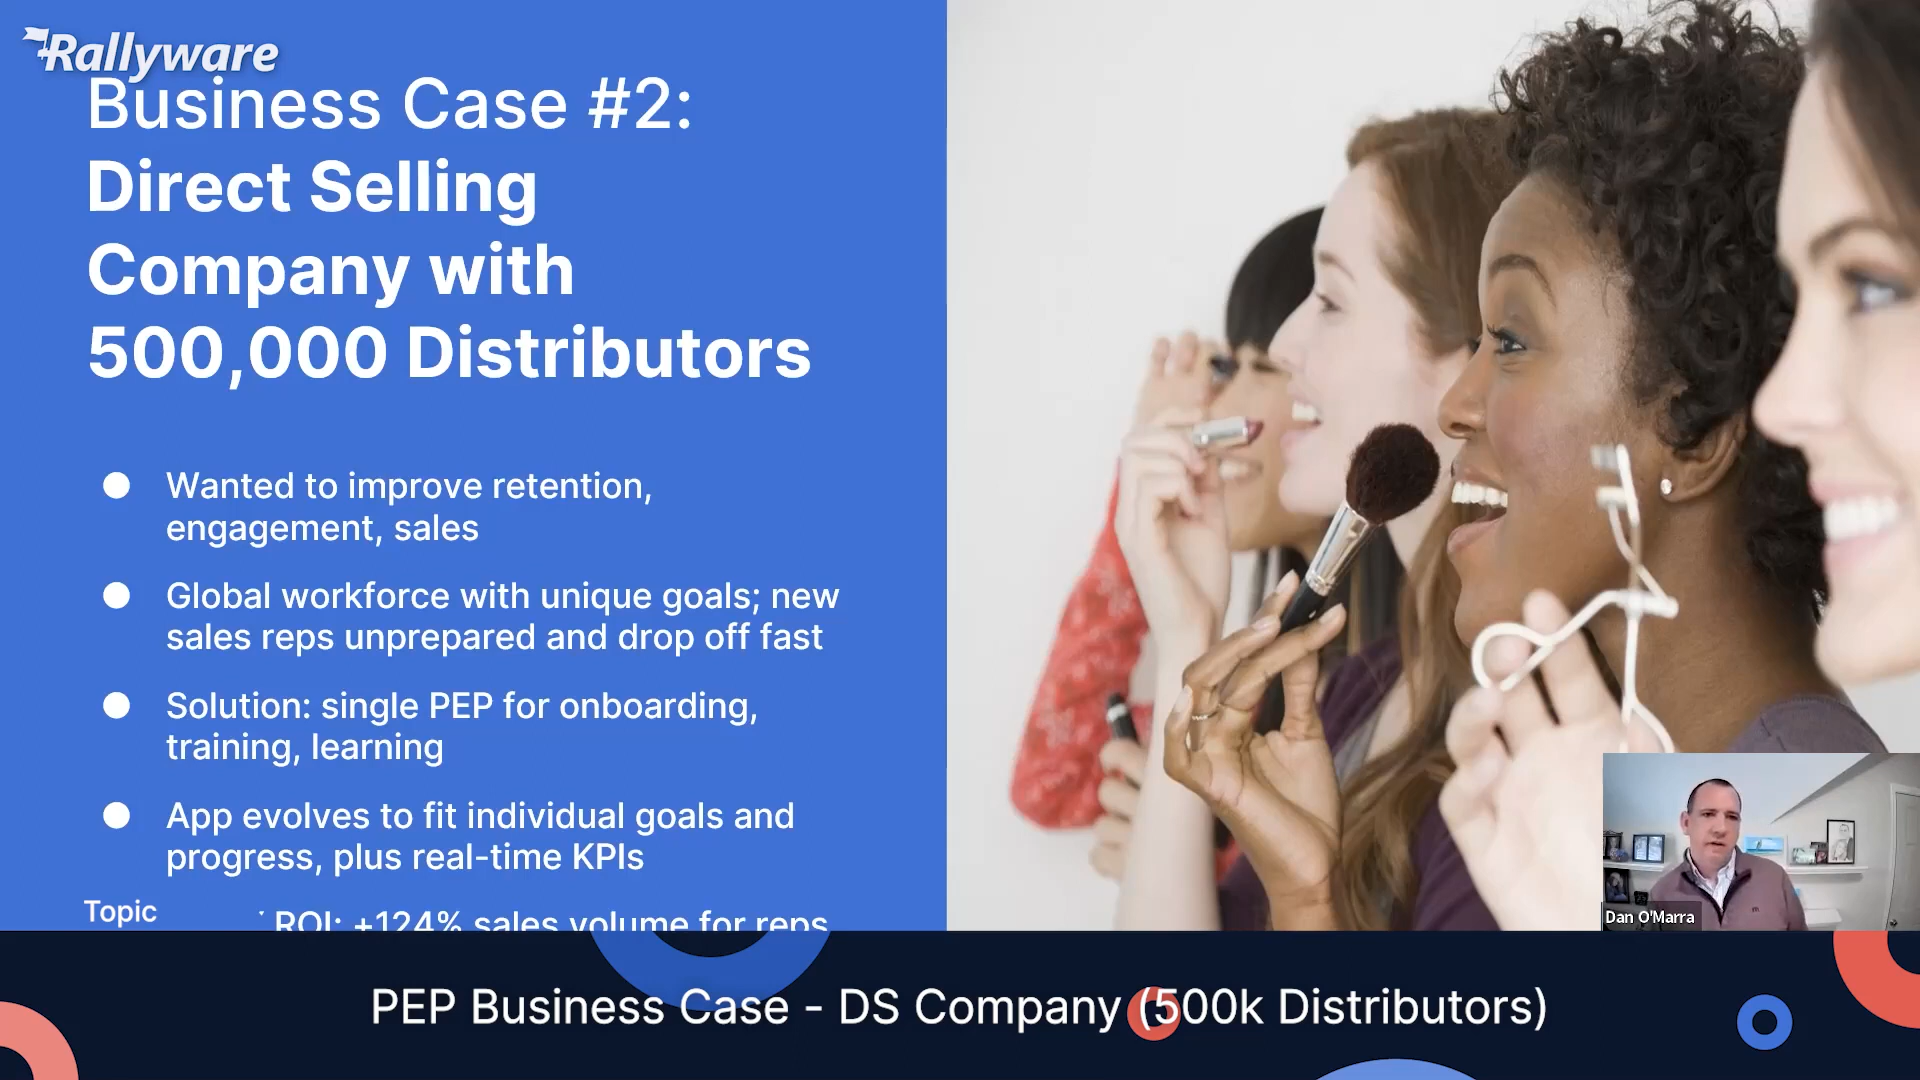 Rallyware
Business Case #2:
Direct Selling
Company with
500,000 Distributors
Wanted to improve retention,
engagement, sales
Global workforce with unique goals; new
sales reps unprepared and drop off fast
Solution: single PEP for onboarding,
training, learning
App evolves to fit individual goals and
progress, plus real-time KPIs
ROI: +124% sales volume for reps
Topic
Dan O'Marra
PEP Business Case - DS Company (500k Distributors)